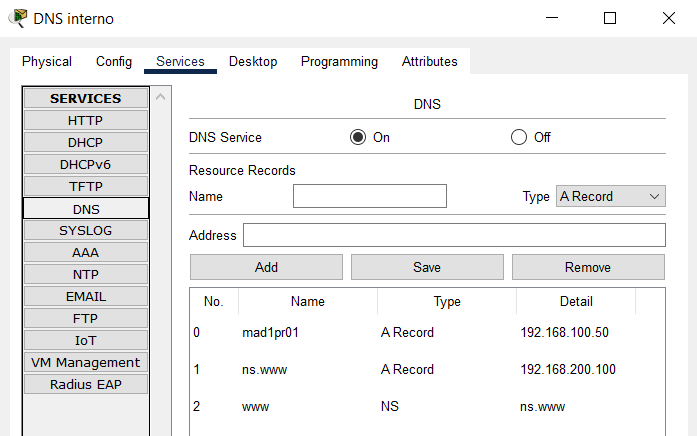 DNS interno
Physical Config Services Desktop Programming Attributes
SERVICES
HTTP
DHCP
DHCPv6
TFTP
DNS
SYSLOG
AAA
NTP
EMAIL
FTP
IoT
VM Management
Radius EAP
DNS
DNS Service On Off
Resource Records
Name Type A Record
Address
Add Save Remove
No. Name Type Detail
0 mad1pr01 A Record 192.168.100.50
1 ns.www A Record 192.168.200.100
2 www NS ns.www